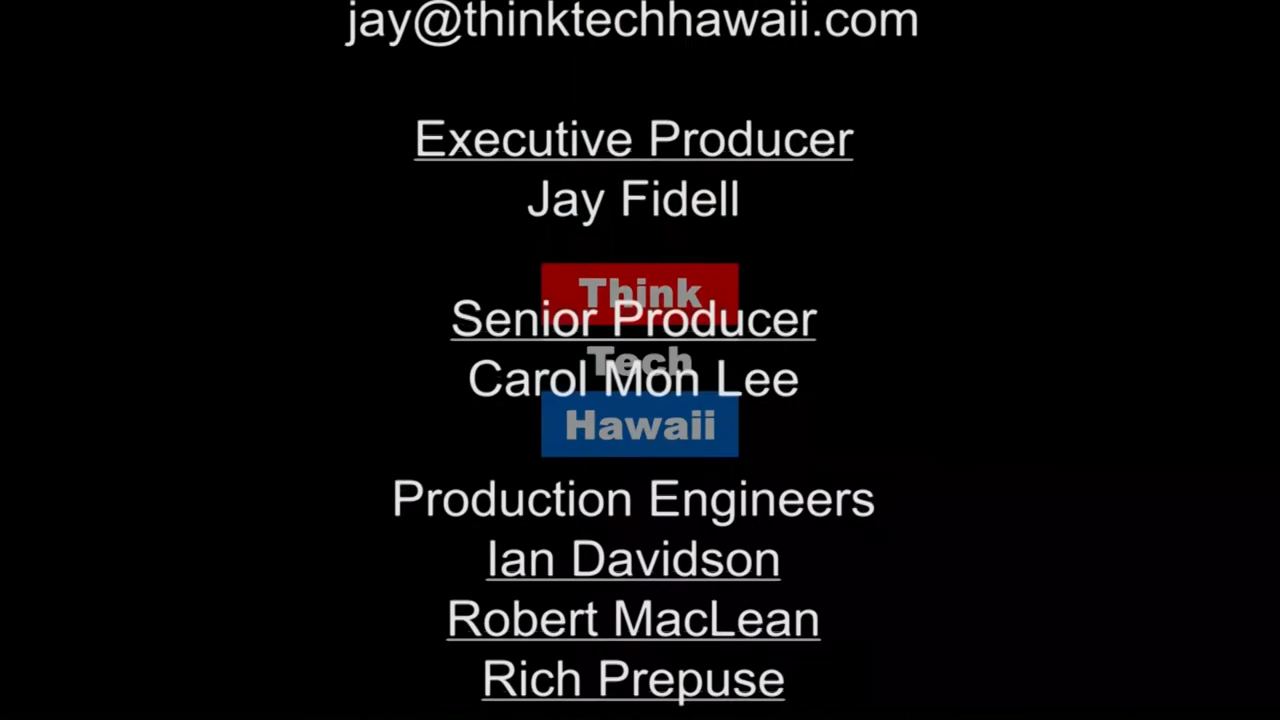 jay@thinktechhawaii.com
Executive Producer
Jay Fidell
Think
Senior Producer
Tech
Carol Mon Lee
Hawaii
Production Engineers
Ian Davidson
Robert MacLean
Rich Prepuse